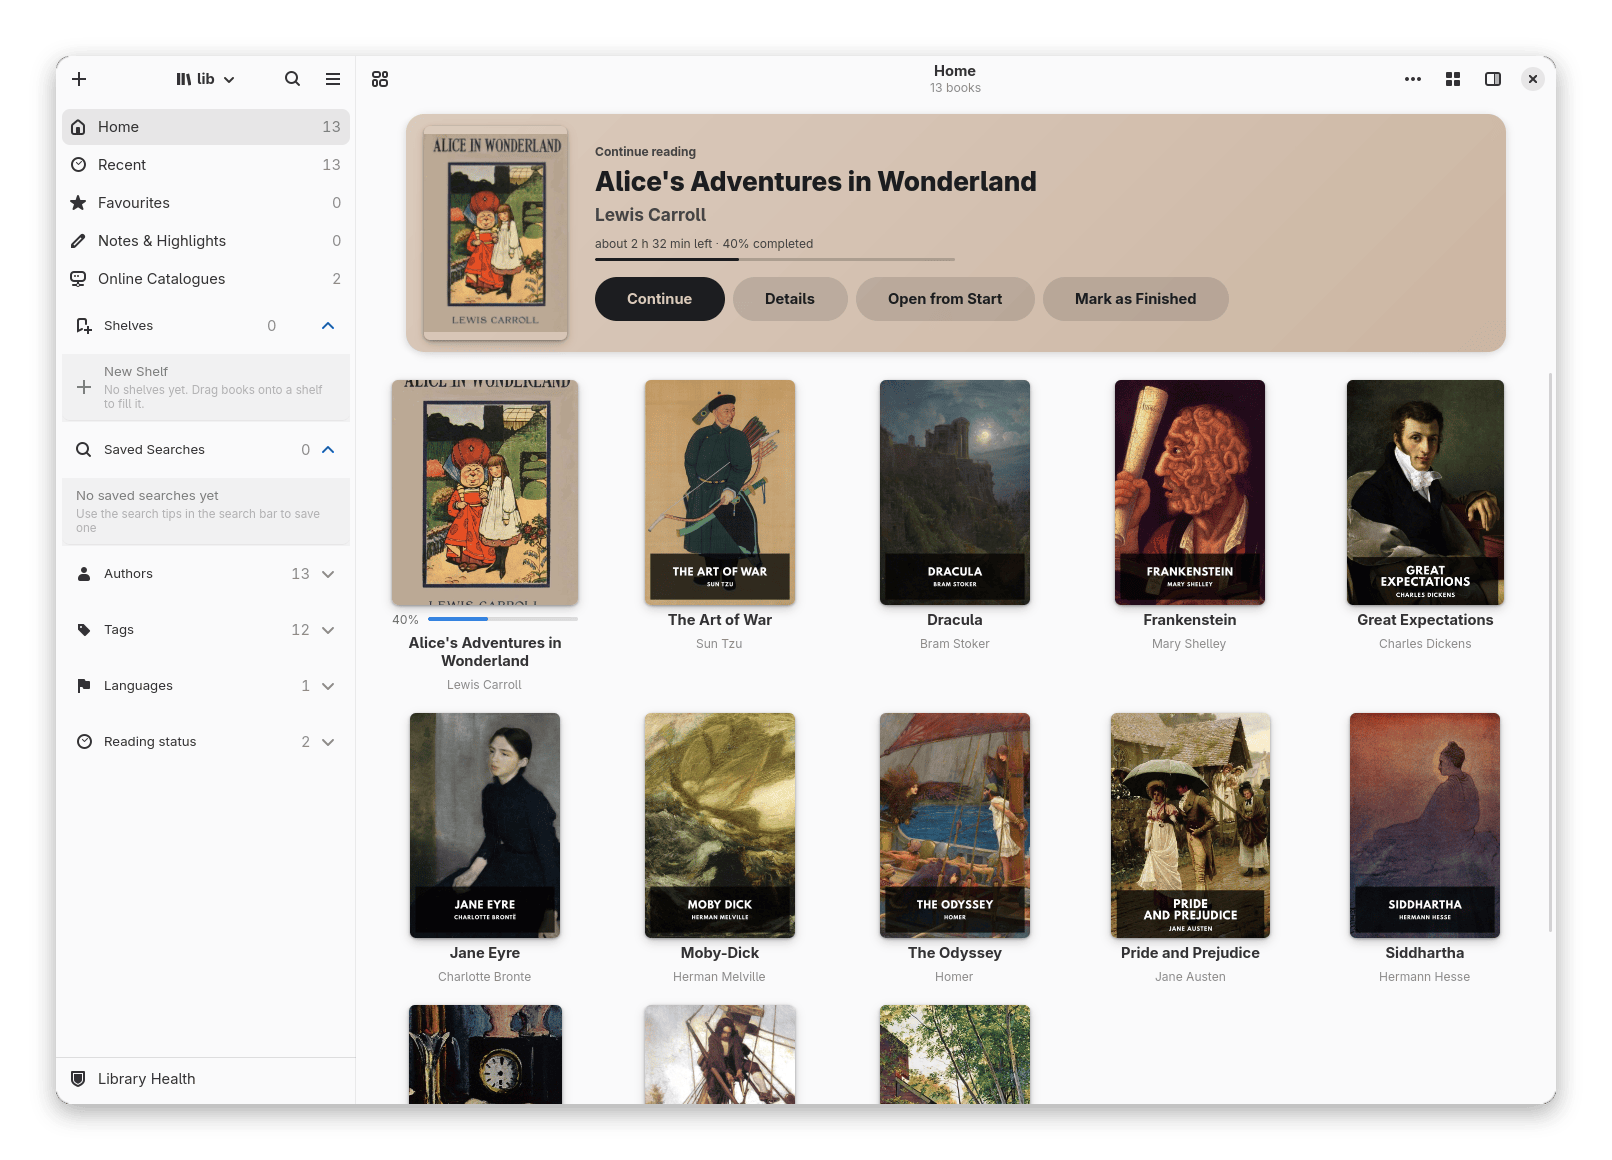 lib
Home
13 books
Home 13
Recent 13
Favourites 0
Notes & Highlights 0
Online Catalogues 2
Shelves 0
New Shelf
No shelves yet. Drag books onto a shelf
to fill it.
Saved Searches 0
No saved searches yet
Use the search tips in the search bar to save
one
Authors 13
Tags 12
Languages 1
Reading status 2
Library Health
ALICE IN WONDERLAND
LEWIS CARROLL
Continue reading
Alice's Adventures in Wonderland
Lewis Carroll
about 2 h 32 min left · 40% completed
Continue
Details
Open from Start
Mark as Finished
ALICE IN WONDERLAND
LEWIS CARROLL
40%
Alice's Adventures in
Wonderland
Lewis Carroll
THE ART OF WAR
SUN TZU
The Art of War
Sun Tzu
DRACULA
BRAM STOKER
Dracula
Bram Stoker
FRANKENSTEIN
MARY SHELLEY
Frankenstein
Mary Shelley
GREAT
EXPECTATIONS
CHARLES DICKENS
Great Expectations
Charles Dickens
JANE EYRE
CHARLOTTE BRONTË
Jane Eyre
Charlotte Bronte
MOBY DICK
HERMAN MELVILLE
Moby-Dick
Herman Melville
THE ODYSSEY
HOMER
The Odyssey
Homer
PRIDE
AND PREJUDICE
JANE AUSTEN
Pride and Prejudice
Jane Austen
SIDDHARTHA
HERMANN HESSE
Siddhartha
Hermann Hesse